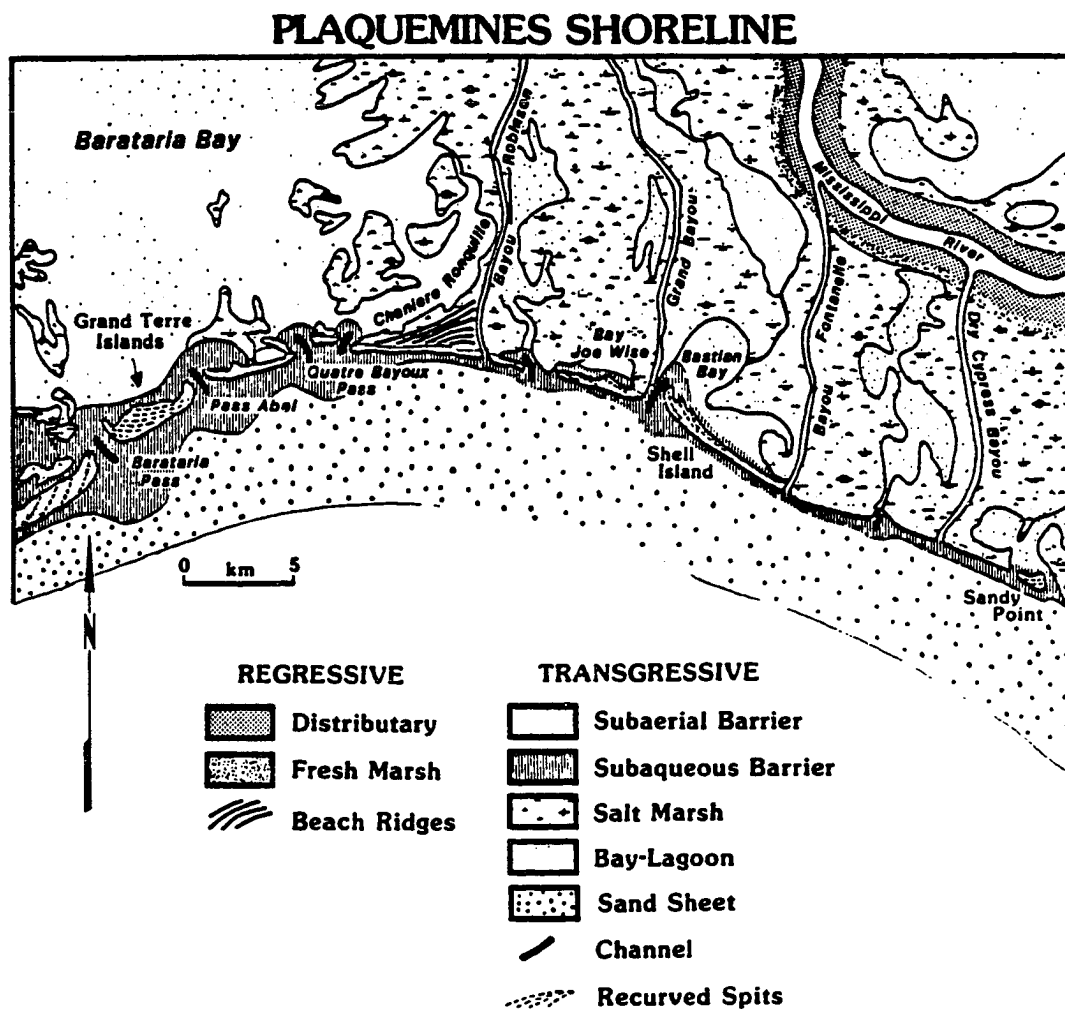 PLAQUEMINES SHORELINE
Barataria Bay
Grand Terre
Islands
Cheniere Ronquille
Bayou Robinson
Grand Bayou
Mississippi
River
Bayou Fontanelle
Dry Cypress Bayou
Bay
Joe Wise
Bastian
Bay
Quatre Bayoux
Pass
Pass Abel
Barataria
Pass
Shell
Island
Sandy
Point
0 km 5
N
REGRESSIVE
Distributary
Fresh Marsh
Beach Ridges
TRANSGRESSIVE
Subaerial Barrier
Subaqueous Barrier
Salt Marsh
Bay-Lagoon
Sand Sheet
Channel
Recurved Spits